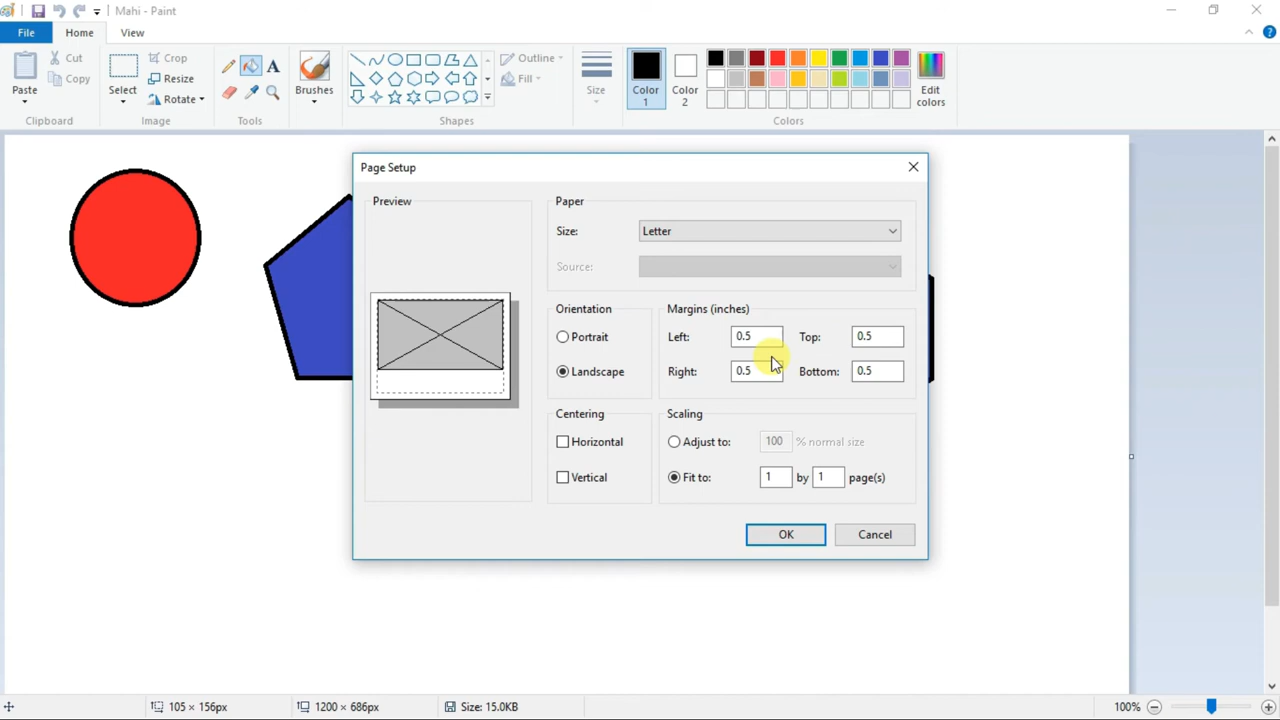 Mahi - Paint
File Home View
Paste Cut
Copy
Clipboard
Select Crop
Resize
Rotate
Image
A
Tools
Brushes
Outline
Fill
Shapes
Size
Color 1
Color 2
Edit colors
Colors
Page Setup
Preview
Paper
Size: Letter
Source:
Orientation
Portrait
Landscape
Margins (inches)
Left: 0.5 Top: 0.5
Right: 0.5 Bottom: 0.5
Centering
Horizontal
Vertical
Scaling
Adjust to: 100 % normal size
Fit to: 1 by 1 page(s)
OK Cancel
105 × 156px 1200 × 686px Size: 15.0KB 100%